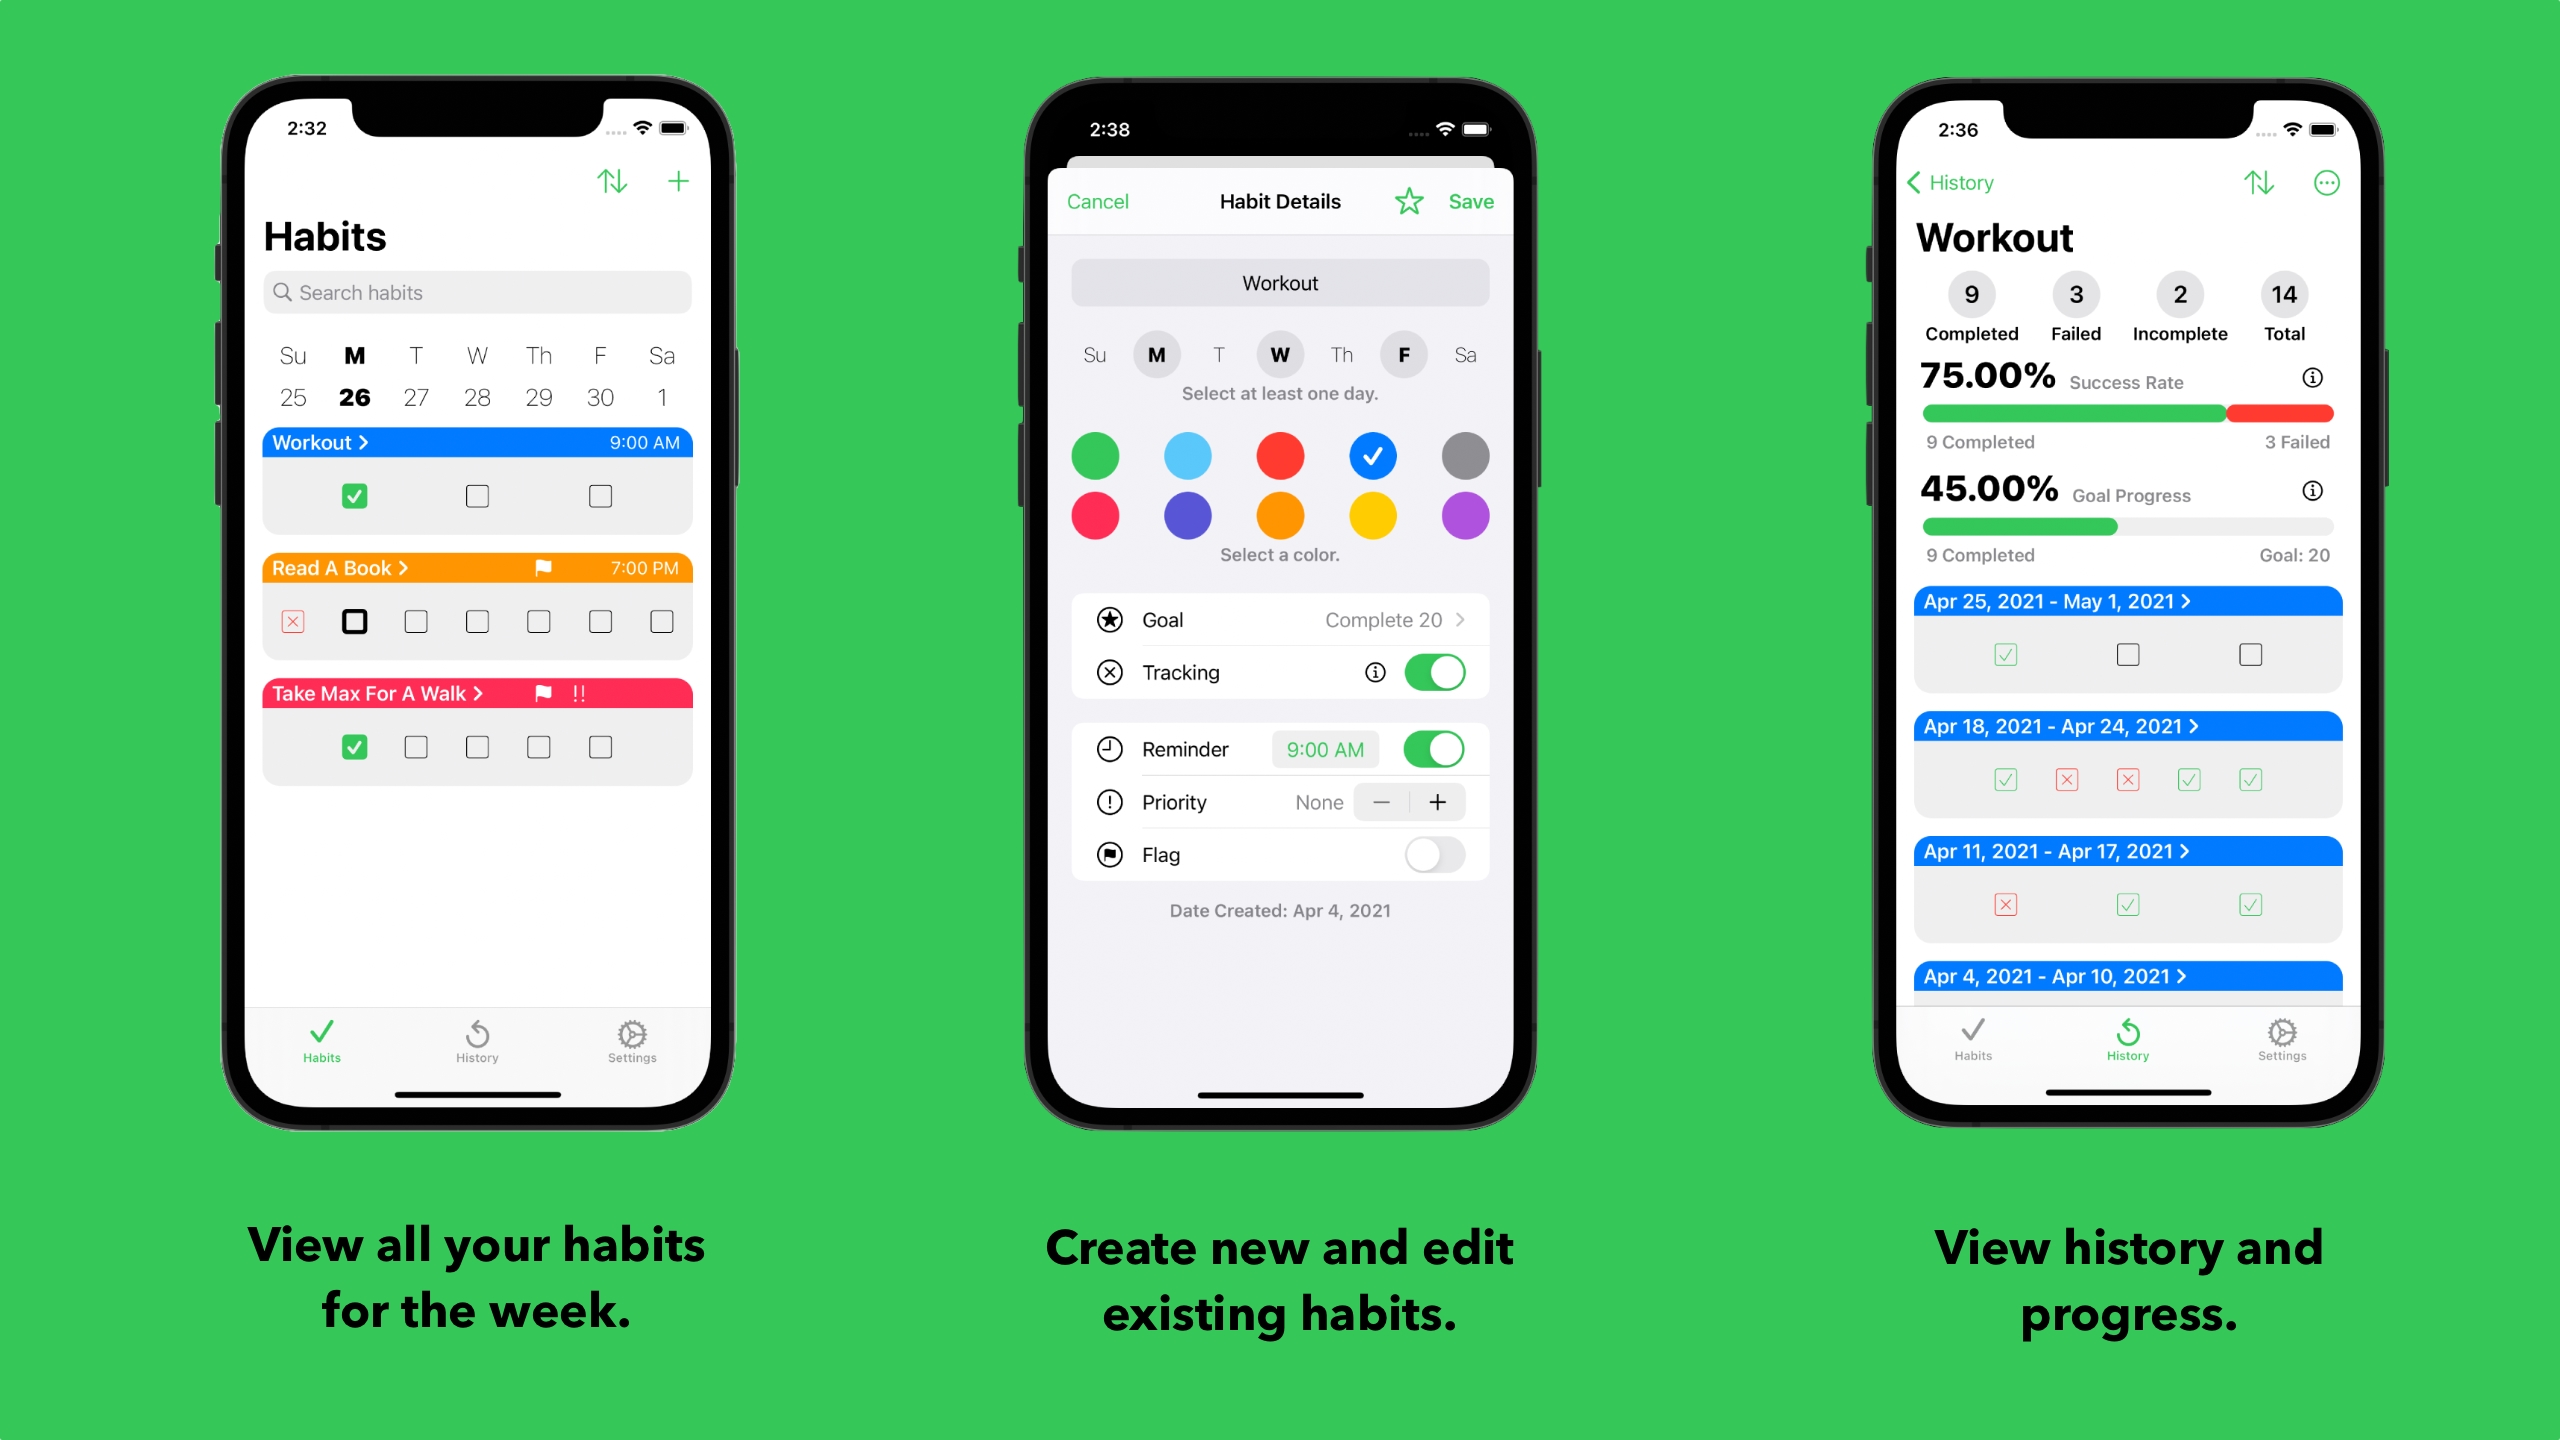 2:32
Habits
Search habits
Su M T W Th F Sa
25 26 27 28 29 30 1
Workout 9:00 AM
Read A Book 7:00 PM
Take Max For A Walk !!
Habits History Settings
View all your habits
for the week.
2:38
Cancel Habit Details Save
Workout
Su M T W Th F Sa
Select at least one day.
Select a color.
Goal Complete 20
Tracking
Reminder 9:00 AM
Priority None − +
Flag
Date Created: Apr 4, 2021
Create new and edit
existing habits.
2:36
History
Workout
9 3 2 14
Completed Failed Incomplete Total
75.00% Success Rate
9 Completed 3 Failed
45.00% Goal Progress
9 Completed Goal: 20
Apr 25, 2021 - May 1, 2021
Apr 18, 2021 - Apr 24, 2021
Apr 11, 2021 - Apr 17, 2021
Apr 4, 2021 - Apr 10, 2021
Habits History Settings
View history and
progress.